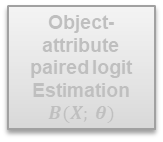 Object-
attribute
paired logit
Estimation
B(X; θ)